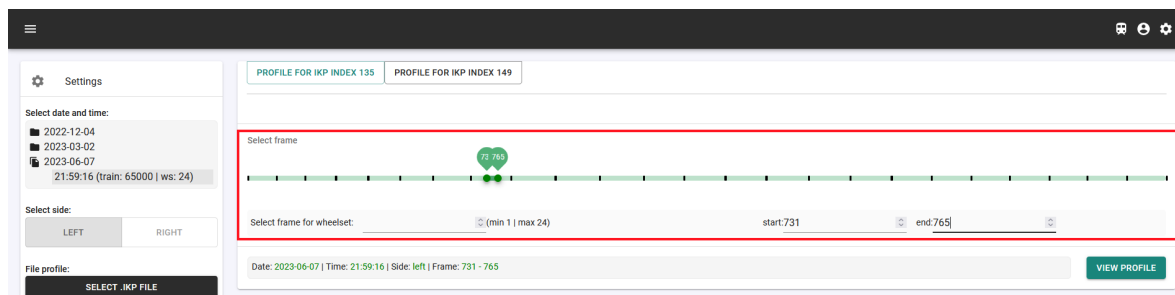 Settings
Select date and time:
2022-12-04
2023-03-02
2023-06-07
21:59:16 (train: 65000 | ws: 24)
Select side:
LEFT RIGHT
File profile:
SELECT .IKP FILE
PROFILE FOR IKP INDEX 135 PROFILE FOR IKP INDEX 149
Select frame
73 765
Select frame for wheelset: (min 1 | max 24) start:731 end:765
Date: 2023-06-07 | Time: 21:59:16 | Side: left | Frame: 731 - 765 VIEW PROFILE